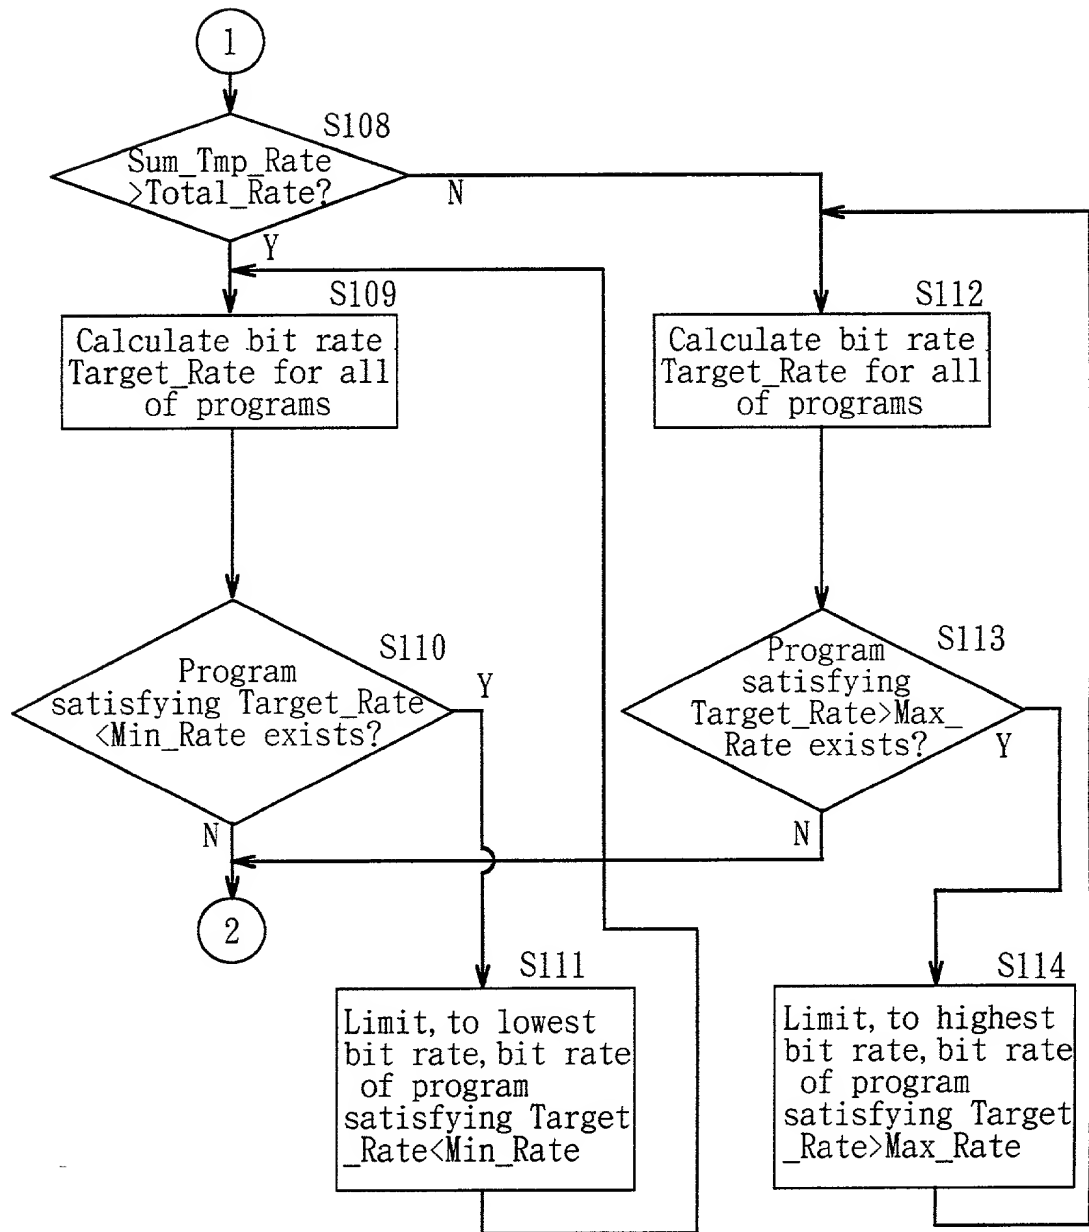 1
S108
Sum_Tmp_Rate
>Total_Rate?
N
Y
S109
Calculate bit rate
Target_Rate for all
of programs
S112
Calculate bit rate
Target_Rate for all
of programs
S110
Program
satisfying Target_Rate
<Min_Rate exists?
Y
N
S113
Program
satisfying
Target_Rate>Max_
Rate exists?
Y
N
2
S111
Limit, to lowest
bit rate, bit rate
of program
satisfying Target
_Rate<Min_Rate
S114
Limit, to highest
bit rate, bit rate
of program
satisfying Target
_Rate>Max_Rate